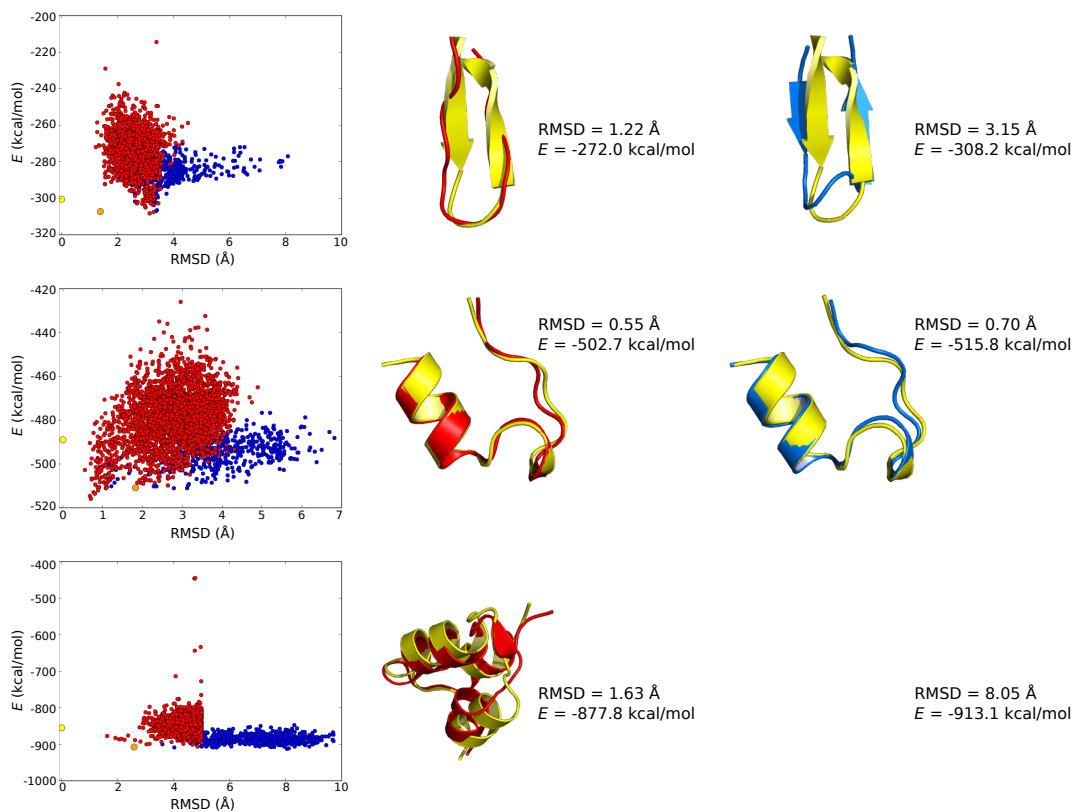 -200
-220
-240
-260
-280
-300
-320
E (kcal/mol)
0 2 4 6 8 10
RMSD (Å)
RMSD = 1.22 Å
E = -272.0 kcal/mol
RMSD = 3.15 Å
E = -308.2 kcal/mol
-420
-440
-460
-480
-500
-520
E (kcal/mol)
0 1 2 3 4 5 6 7
RMSD (Å)
RMSD = 0.55 Å
E = -502.7 kcal/mol
RMSD = 0.70 Å
E = -515.8 kcal/mol
-400
-500
-600
-700
-800
-900
-1000
E (kcal/mol)
0 2 4 6 8 10
RMSD (Å)
RMSD = 1.63 Å
E = -877.8 kcal/mol
RMSD = 8.05 Å
E = -913.1 kcal/mol